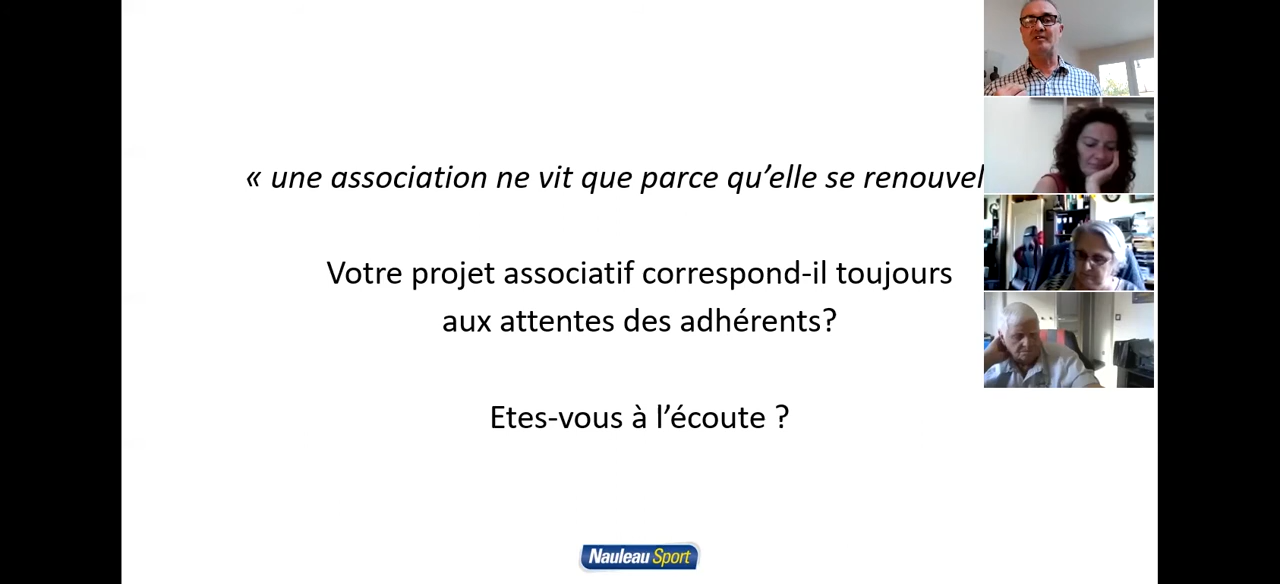 « une association ne vit que parce qu’elle se renouvel
Votre projet associatif correspond-il toujours
aux attentes des adhérents?
Etes-vous à l’écoute ?
Nauleau Sport